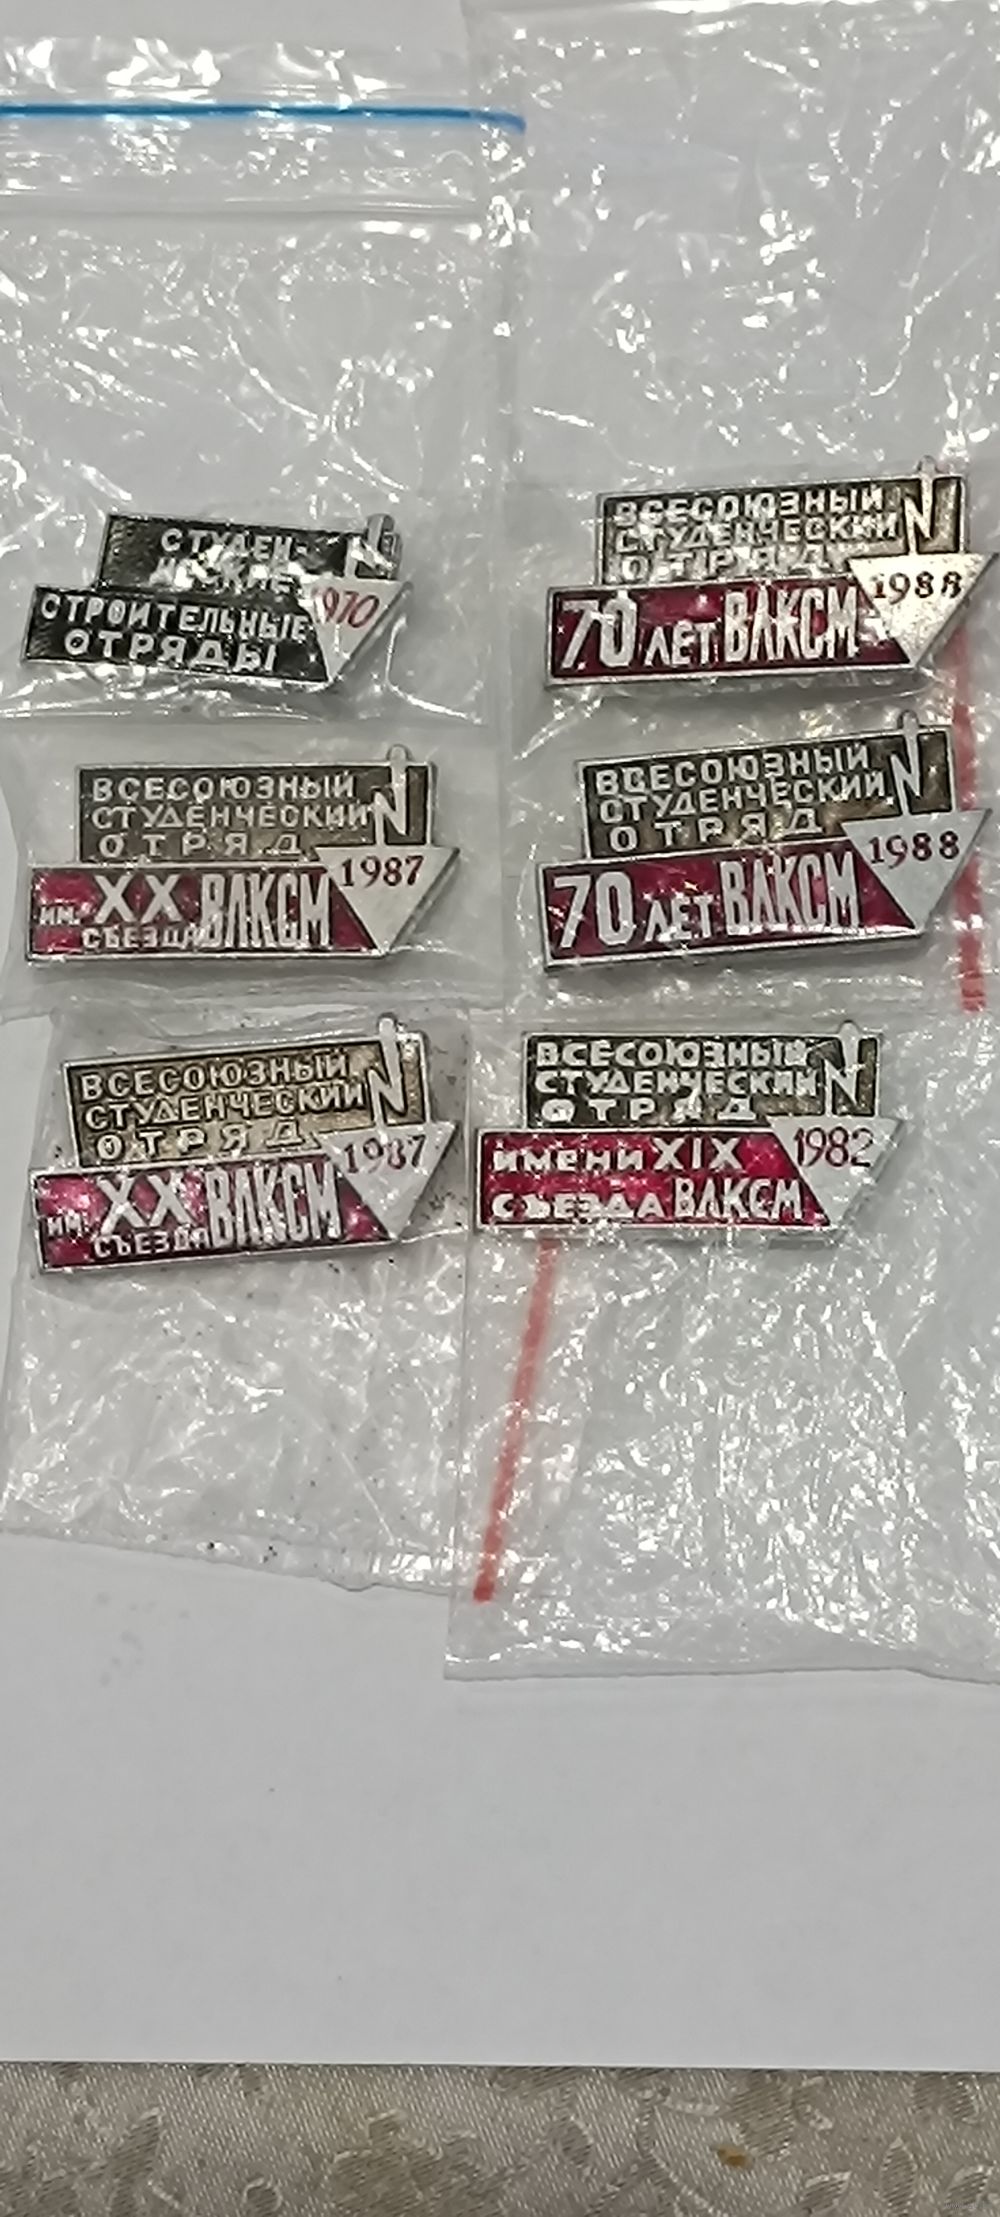 СТУДЕН-
ЧЕСКИЕ
СТРОИТЕЛЬНЫЕ
ОТРЯДЫ
1970
ВСЕСОЮЗНЫЙ
СТУДЕНЧЕСКИЙ
ОТРЯД
70 ЛЕТ ВЛКСМ
1988
ВСЕСОЮЗНЫЙ
СТУДЕНЧЕСКИЙ
ОТРЯД
ИМ. XX СЪЕЗДА ВЛКСМ
1987
ВСЕСОЮЗНЫЙ
СТУДЕНЧЕСКИЙ
ОТРЯД
70 ЛЕТ ВЛКСМ
1988
ВСЕСОЮЗНЫЙ
СТУДЕНЧЕСКИЙ
ОТРЯД
ИМ. XX СЪЕЗДА ВЛКСМ
1987
ВСЕСОЮЗНЫЙ
СТУДЕНЧЕСКИЙ
ОТРЯД
ИМЕНИ XIX
СЪЕЗДА ВЛКСМ
1982